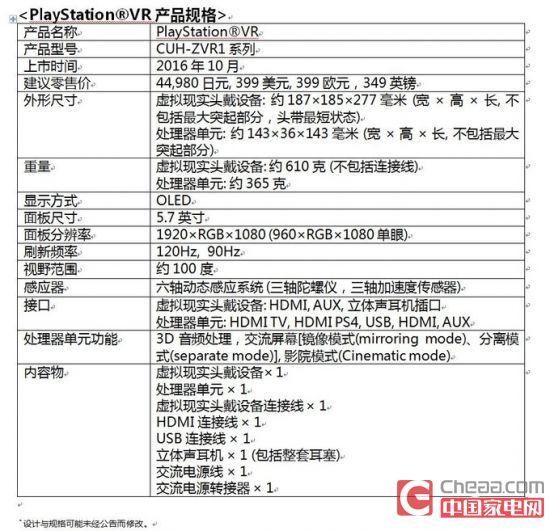 <PlayStation®VR 产品规格>
产品名称 PlayStation®VR
产品型号 CUH-ZVR1 系列
上市时间 2016 年 10 月
建议零售价 44,980 日元, 399 美元, 399 欧元，349 英镑
外形尺寸 虚拟现实头戴设备: 约 187×185×277 毫米 (宽 × 高 × 长, 不
包括最大突起部分，头带最短状态)
处理器单元: 约 143×36×143 毫米 (宽 × 高 × 长, 不包括最大
突起部分)
重量 虚拟现实头戴设备: 约 610 克 (不包括连接线)
处理器单元: 约 365 克
显示方式 OLED
面板尺寸 5.7 英寸
面板分辨率 1920×RGB×1080 (960×RGB×1080 单眼)
刷新频率 120Hz, 90Hz
视野范围 约 100 度
感应器 六轴动态感应系统 (三轴陀螺仪，三轴加速度传感器)
接口 虚拟现实头戴设备: HDMI, AUX, 立体声耳机插口
处理器单元: HDMI TV, HDMI PS4, USB, HDMI, AUX
处理器单元功能 3D 音频处理，交流屏幕[镜像模式(mirroring mode)、分离模
式(separate mode)], 影院模式(Cinematic mode)
内容物 虚拟现实头戴设备× 1
处理器单元 × 1
虚拟现实头戴设备连接线 × 1
HDMI 连接线 × 1
USB 连接线 × 1
立体声耳机 × 1 (包括整套耳塞)
交流电源线 × 1
交流电源转接器 × 1
*设计与规格可能未经公告而修改。
Cheaa.com
中国家电网